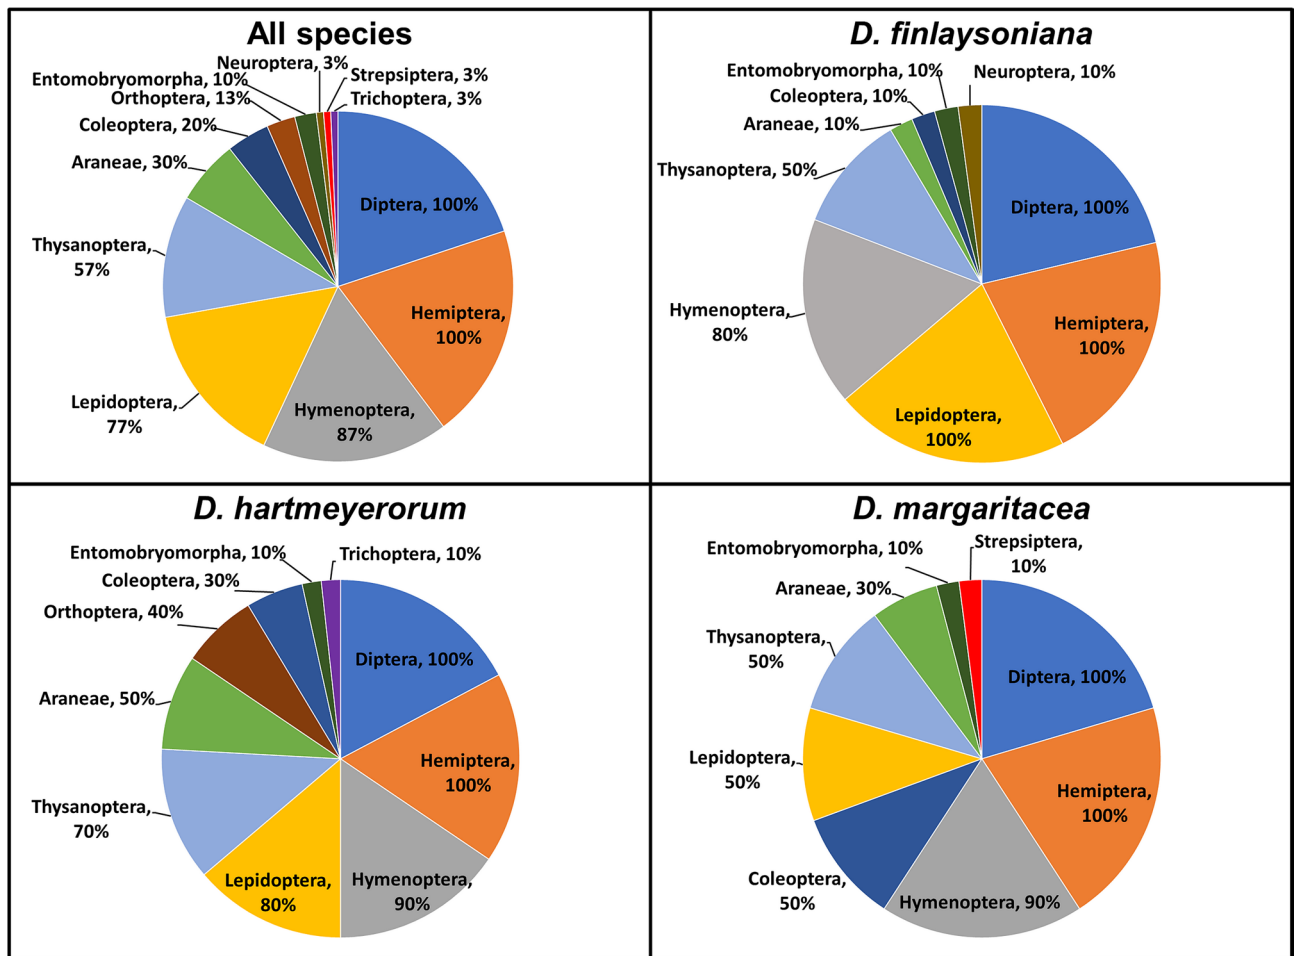 All species
Neuroptera, 3%
Entomobryomorpha, 10%
Strepsiptera, 3%
Orthoptera, 13%
Trichoptera, 3%
Coleoptera, 20%
Araneae, 30%
Diptera, 100%
Thysanoptera,
57%
Hemiptera,
100%
Lepidoptera,
77%
Hymenoptera,
87%
D. finlaysoniana
Entomobryomorpha, 10%
Neuroptera, 10%
Coleoptera, 10%
Araneae, 10%
Thysanoptera, 50%
Diptera, 100%
Hymenoptera,
80%
Hemiptera,
100%
Lepidoptera,
100%
D. hartmeyerorum
Entomobryomorpha, 10%
Trichoptera, 10%
Coleoptera, 30%
Orthoptera, 40%
Diptera, 100%
Araneae, 50%
Hemiptera,
100%
Thysanoptera,
70%
Lepidoptera,
80%
Hymenoptera,
90%
D. margaritacea
Strepsiptera,
10%
Entomobryomorpha, 10%
Araneae, 30%
Thysanoptera,
50%
Diptera, 100%
Lepidoptera,
50%
Hemiptera,
100%
Coleoptera,
50%
Hymenoptera, 90%